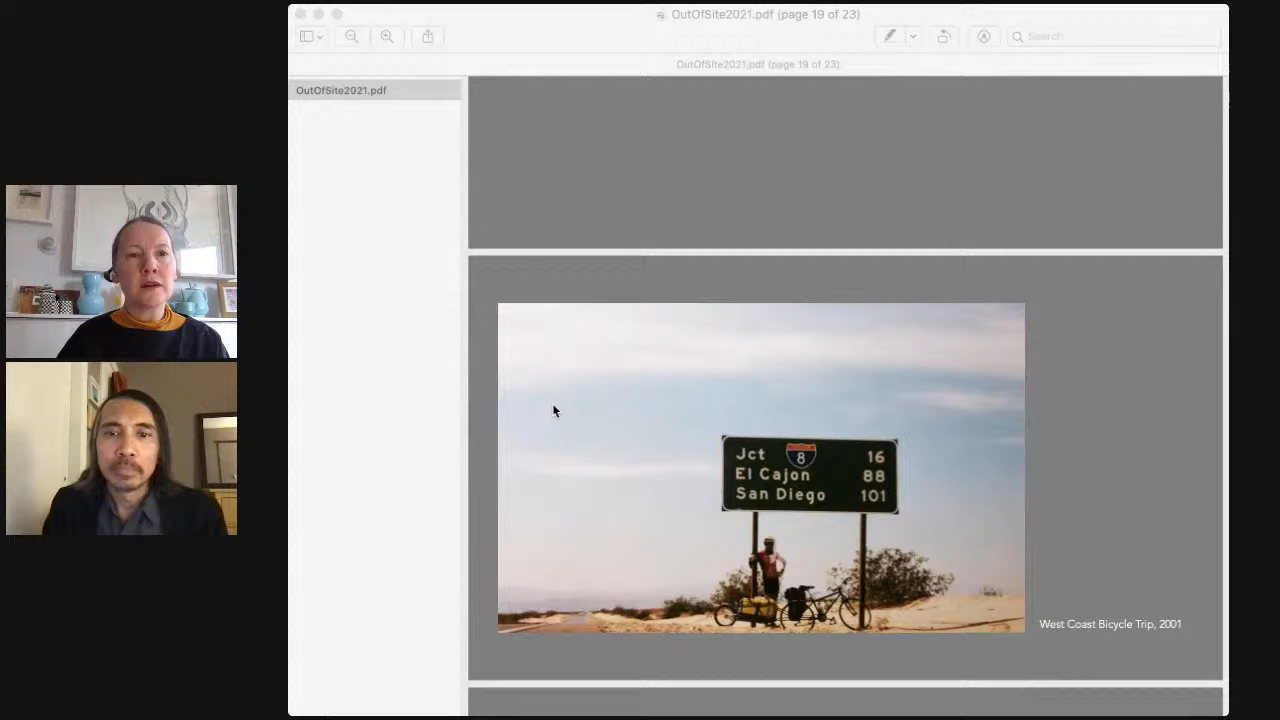 OutOfSite2021.pdf (page 19 of 23)
Search
OutOfSite2021.pdf (page 19 of 23)
OutOfSite2021.pdf
Jct 8 16
El Cajon 88
San Diego 101
West Coast Bicycle Trip, 2001